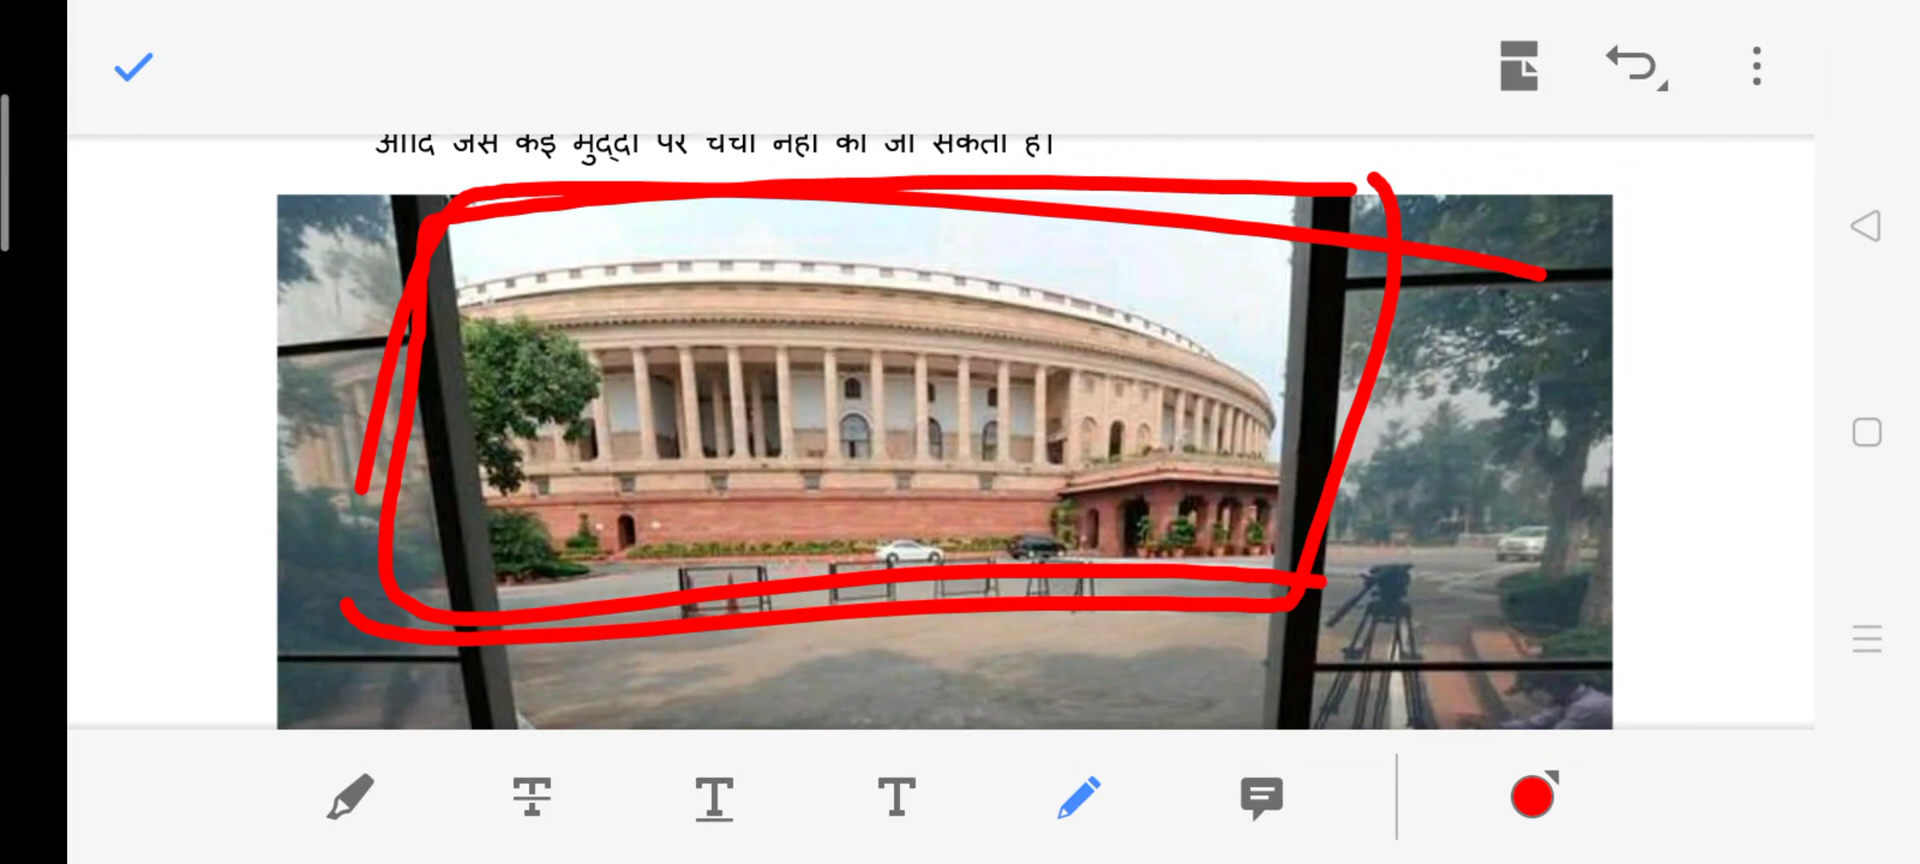 आदि जैसे कई मुद्दों पर चर्चा नहीं की जा सकती है।